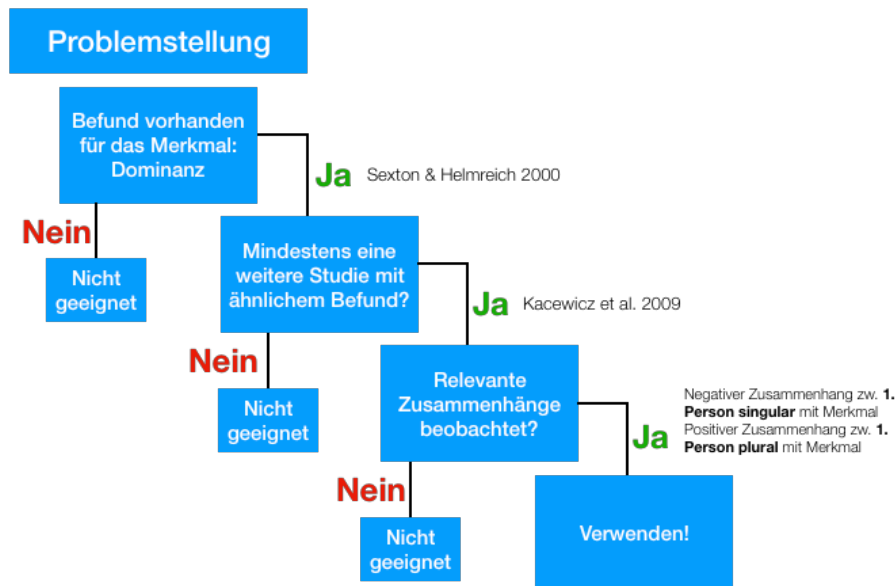 Problemstellung
Befund vorhanden
für das Merkmal:
Dominanz
Ja
Sexton & Helmreich 2000
Nein
Nicht
geeignet
Mindestens eine
weitere Studie mit
ähnlichem Befund?
Ja
Kacewicz et al. 2009
Nein
Nicht
geeignet
Relevante
Zusammenhänge
beobachtet?
Ja
Negativer Zusammenhang zw. 1.
Person singular mit Merkmal
Positiver Zusammenhang zw. 1.
Person plural mit Merkmal
Nein
Nicht
geeignet
Verwenden!